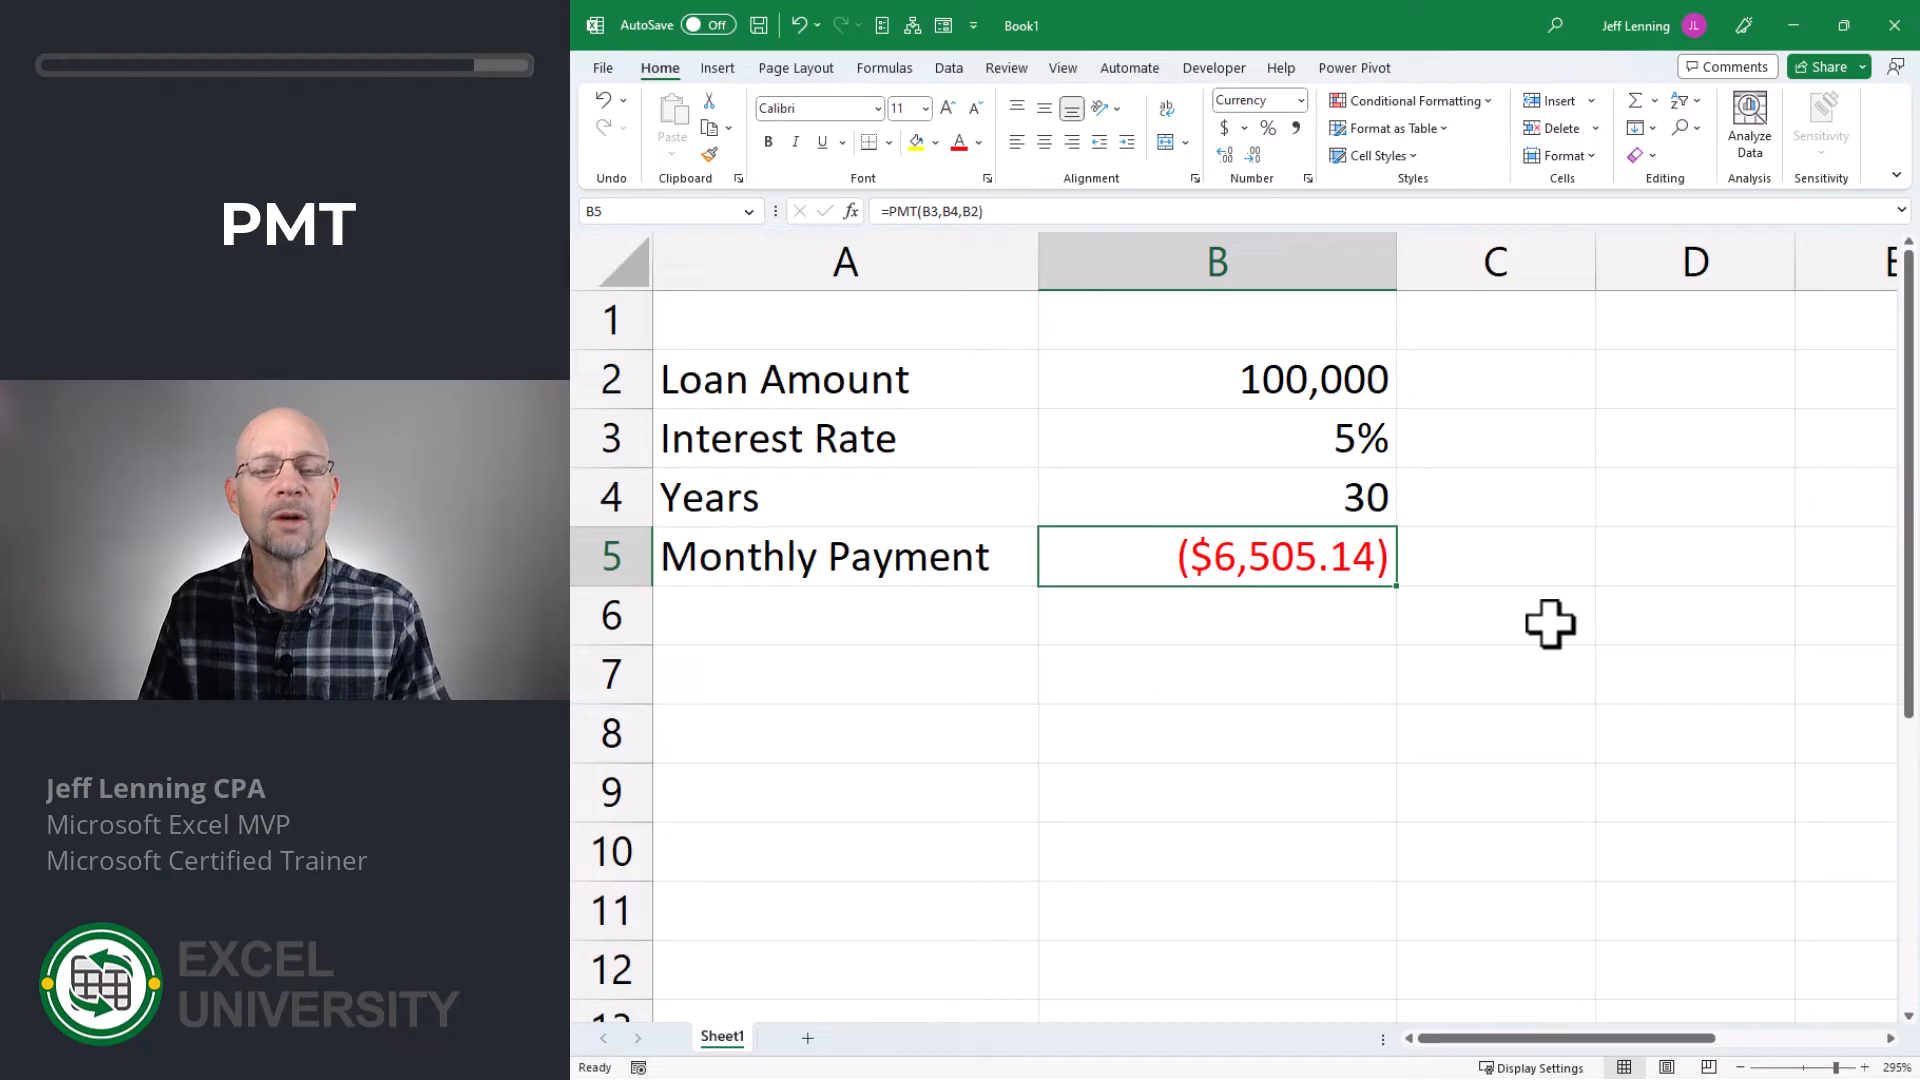 PMT
Jeff Lenning CPA
Microsoft Excel MVP
Microsoft Certified Trainer
EXCEL
UNIVERSITY
AutoSave Off Book1 Jeff Lenning JL
File Home Insert Page Layout Formulas Data Review View Automate Developer Help Power Pivot Comments Share
Paste Calibri 11 Currency Conditional Formatting Insert
Format as Table Delete Analyze Data Sensitivity
B I U A $ % Cell Styles Format
Undo Clipboard Font Alignment Number Styles Cells Editing Analysis Sensitivity
B5 fx =PMT(B3,B4,B2)
A B C D E
1
2 Loan Amount 100,000
3 Interest Rate 5%
4 Years 30
5 Monthly Payment ($6,505.14)
6
7
8
9
10
11
12
13
Sheet1
Ready Display Settings 295%